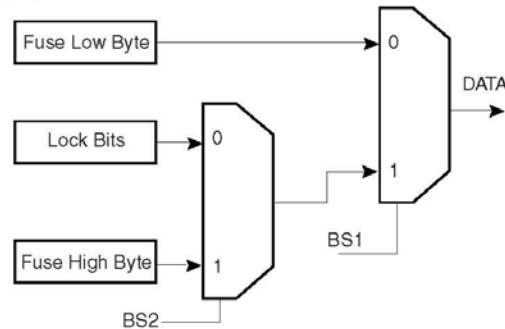 Fuse Low Byte
0
DATA
Lock Bits
0
1
BS1
Fuse High Byte
1
BS2